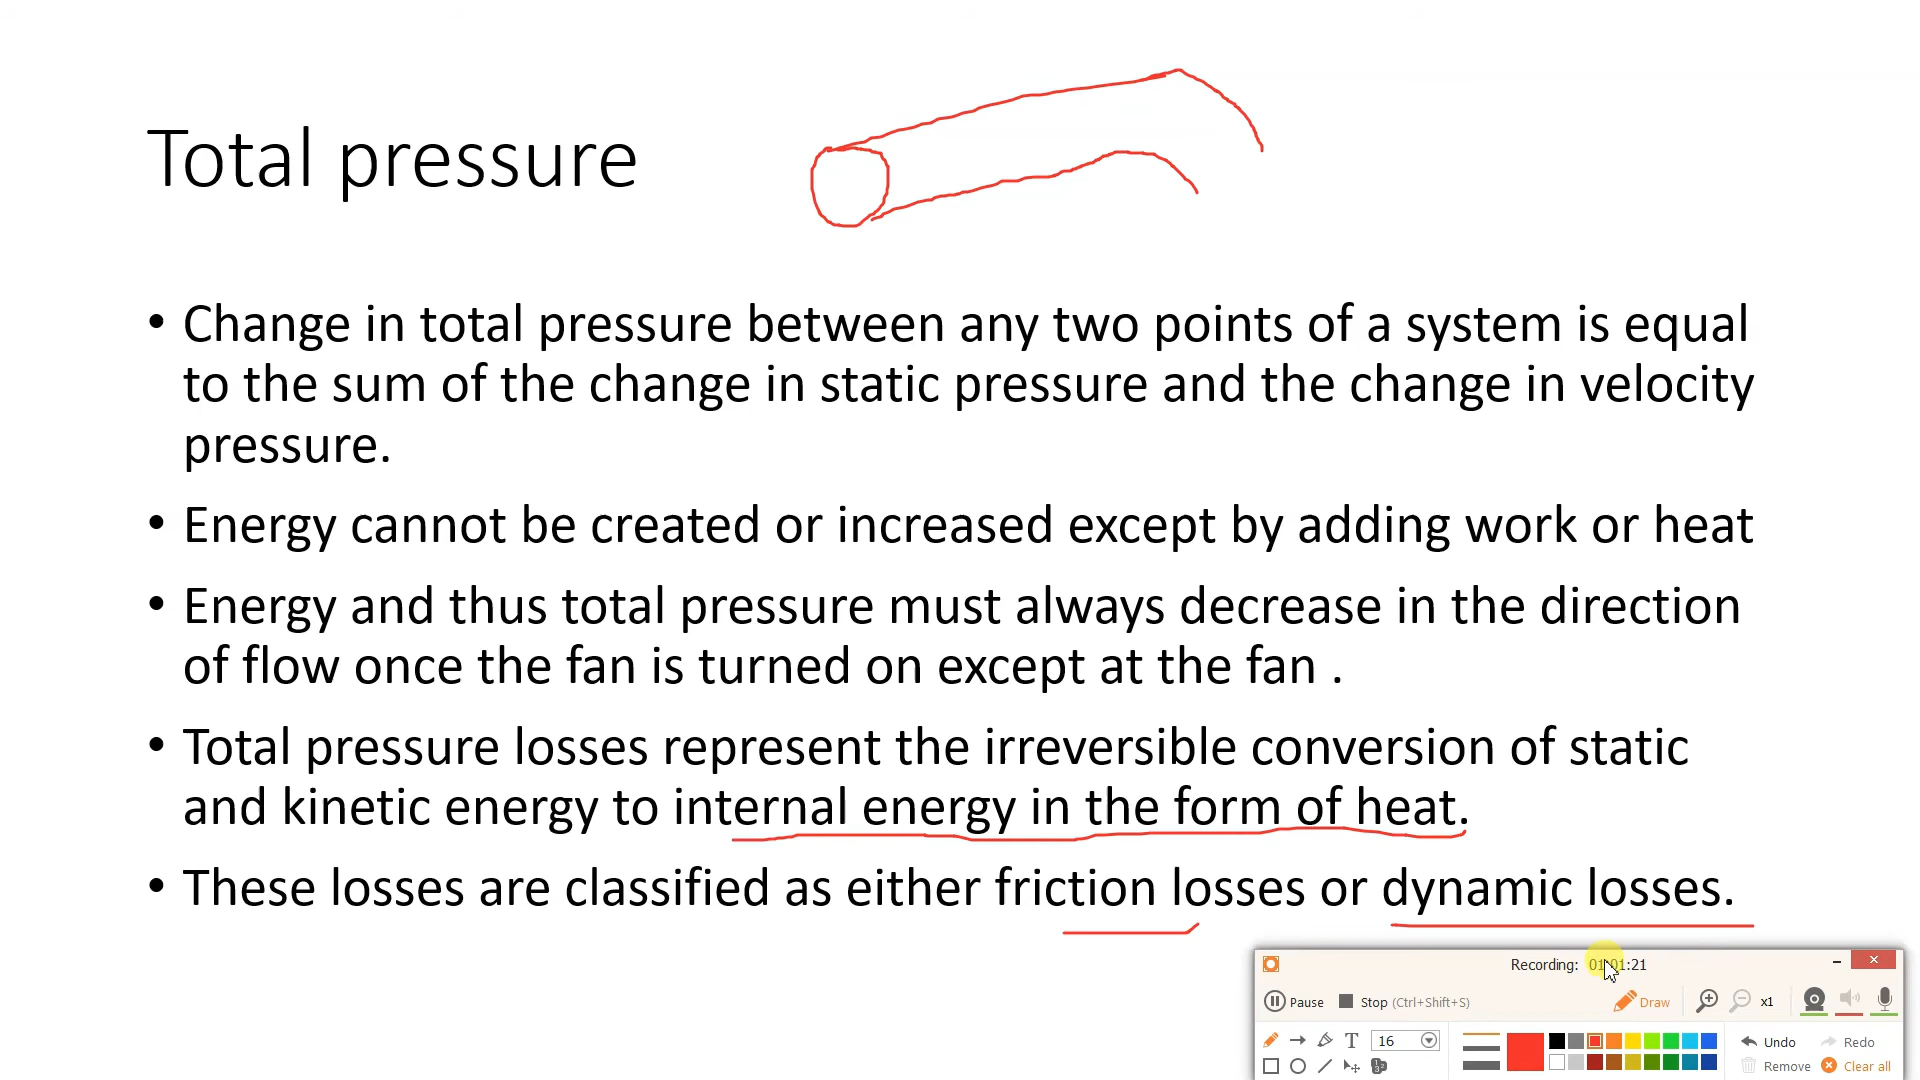 Total pressure
• Change in total pressure between any two points of a system is equal
to the sum of the change in static pressure and the change in velocity
pressure.
• Energy cannot be created or increased except by adding work or heat
• Energy and thus total pressure must always decrease in the direction
of flow once the fan is turned on except at the fan .
• Total pressure losses represent the irreversible conversion of static
and kinetic energy to internal energy in the form of heat.
• These losses are classified as either friction losses or dynamic losses.
Recording: 01:01:21
Pause Stop (Ctrl+Shift+S) Draw x1
T 16 Undo Redo
Remove Clear all